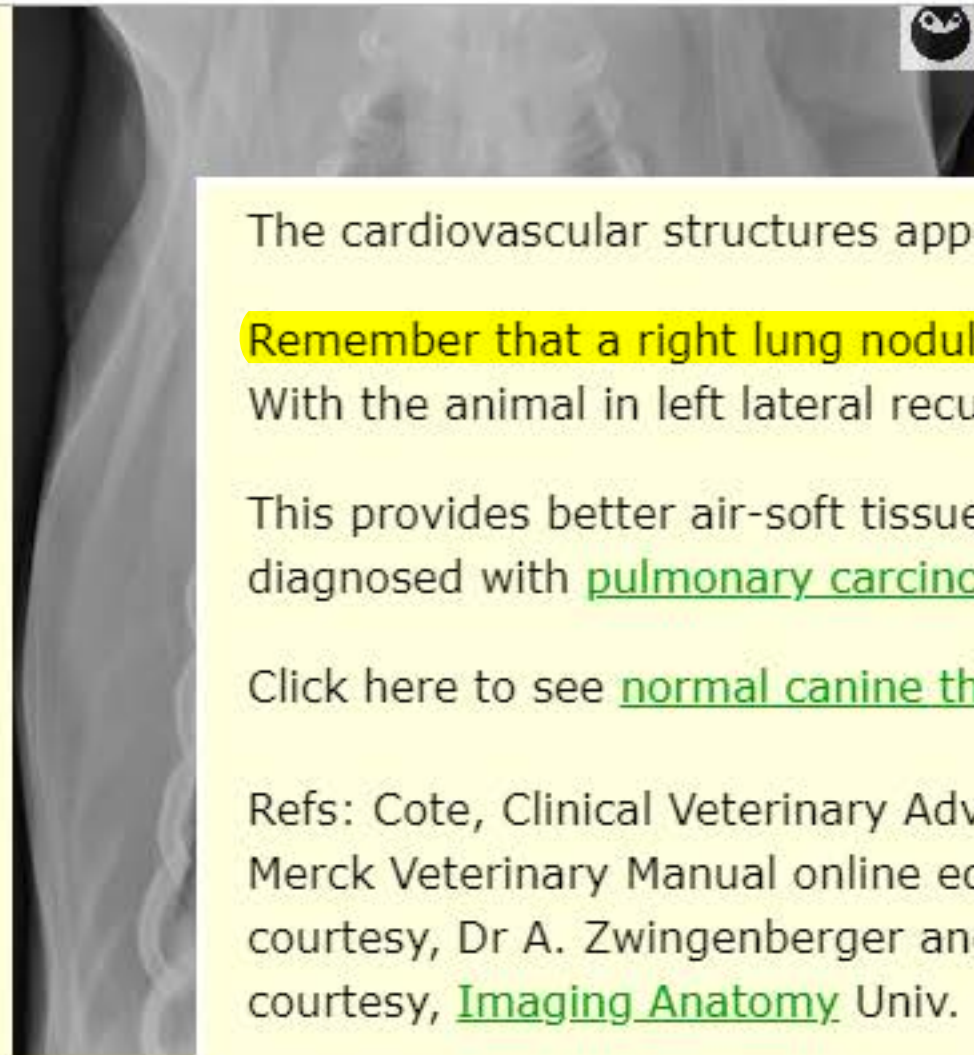 The cardiovascular structures app
Remember that a right lung nodul
With the animal in left lateral recu
This provides better air-soft tissue
diagnosed with pulmonary carcino
Click here to see normal canine th
Refs: Cote, Clinical Veterinary Adv
Merck Veterinary Manual online ed
courtesy, Dr A. Zwingenberger and
courtesy, Imaging Anatomy Univ.